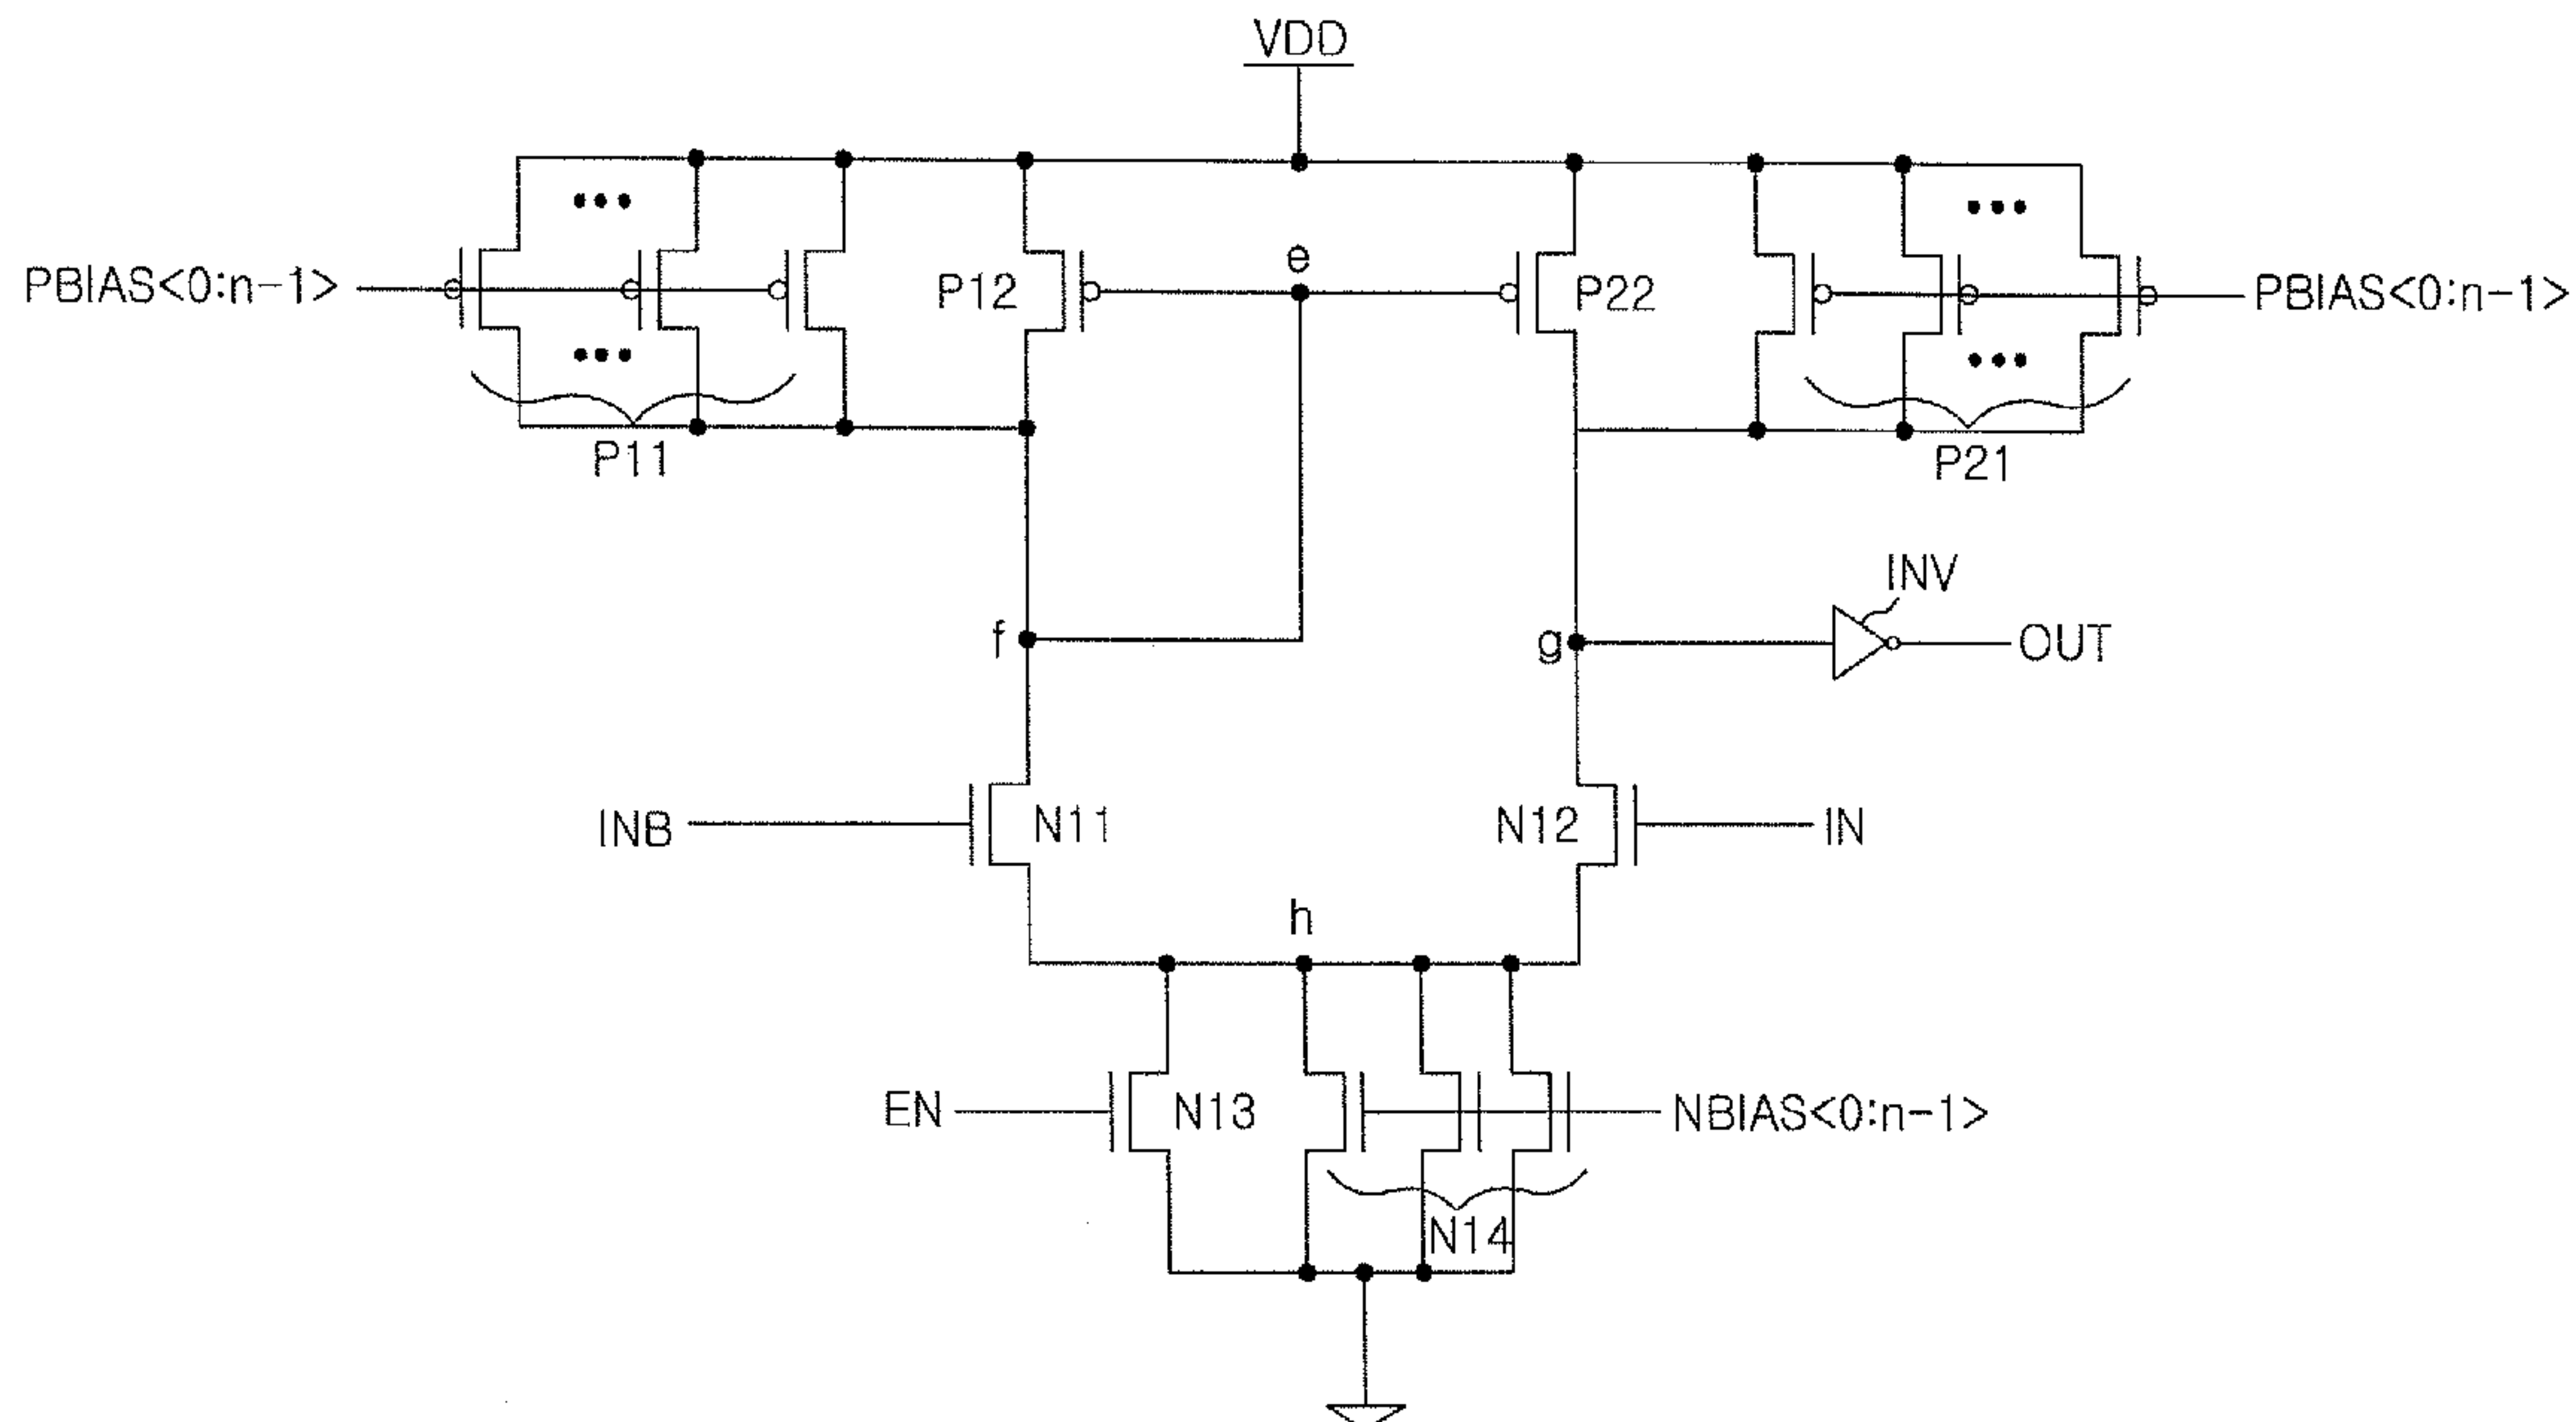 VDD
PBIAS<0:n-1>
P12
e
P22
PBIAS<0:n-1>
P11
P21
f
g
INV
OUT
INB
N11
N12
IN
h
EN
N13
NBIAS<0:n-1>
N14